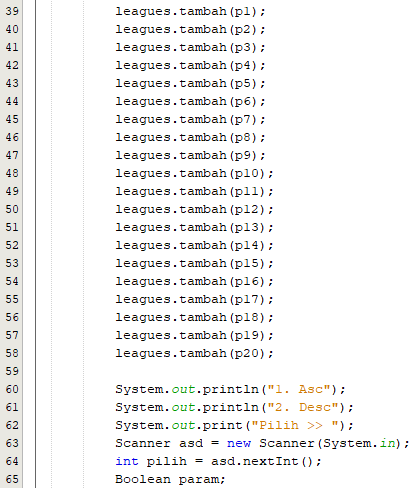 39 leagues.tambah(p1);
40 leagues.tambah(p2);
41 leagues.tambah(p3);
42 leagues.tambah(p4);
43 leagues.tambah(p5);
44 leagues.tambah(p6);
45 leagues.tambah(p7);
46 leagues.tambah(p8);
47 leagues.tambah(p9);
48 leagues.tambah(p10);
49 leagues.tambah(p11);
50 leagues.tambah(p12);
51 leagues.tambah(p13);
52 leagues.tambah(p14);
53 leagues.tambah(p15);
54 leagues.tambah(p16);
55 leagues.tambah(p17);
56 leagues.tambah(p18);
57 leagues.tambah(p19);
58 leagues.tambah(p20);
59
60 System.out.println("1. Asc");
61 System.out.println("2. Desc");
62 System.out.print("Pilih >> ");
63 Scanner asd = new Scanner(System.in);
64 int pilih = asd.nextInt();
65 Boolean param;